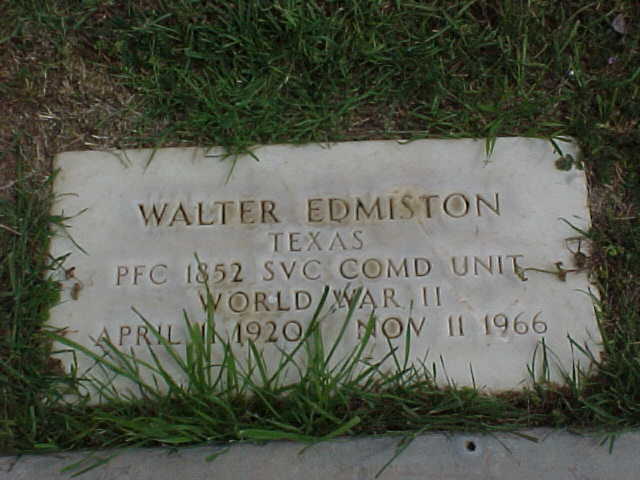 WALTER EDMISTON
TEXAS
PFC 1852 SVC COMD UNIT
WORLD WAR II
APRIL 11 1920 NOV 11 1966